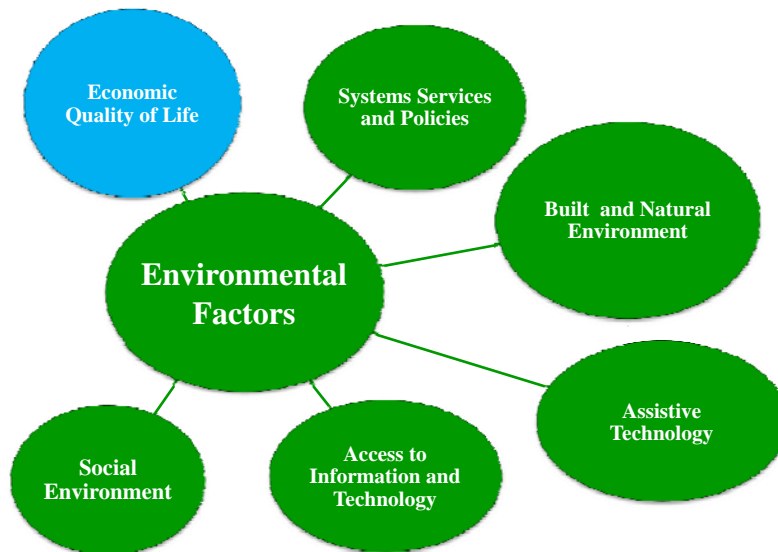 Economic
Quality of Life
Systems Services
and Policies
Built and Natural
Environment
Environmental
Factors
Assistive
Technology
Social
Environment
Access to
Information and
Technology